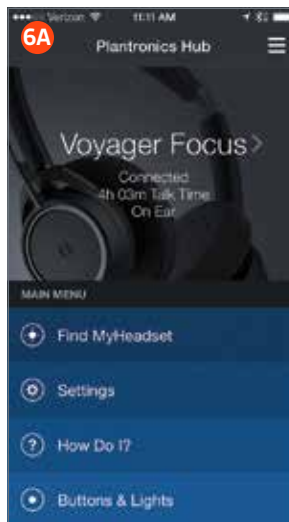 Verizon 11:11 AM
6A
Plantronics Hub
Voyager Focus
Connected
4h 03m Talk Time
On Ear
MAIN MENU
Find MyHeadset
Settings
How Do I?
Buttons & Lights